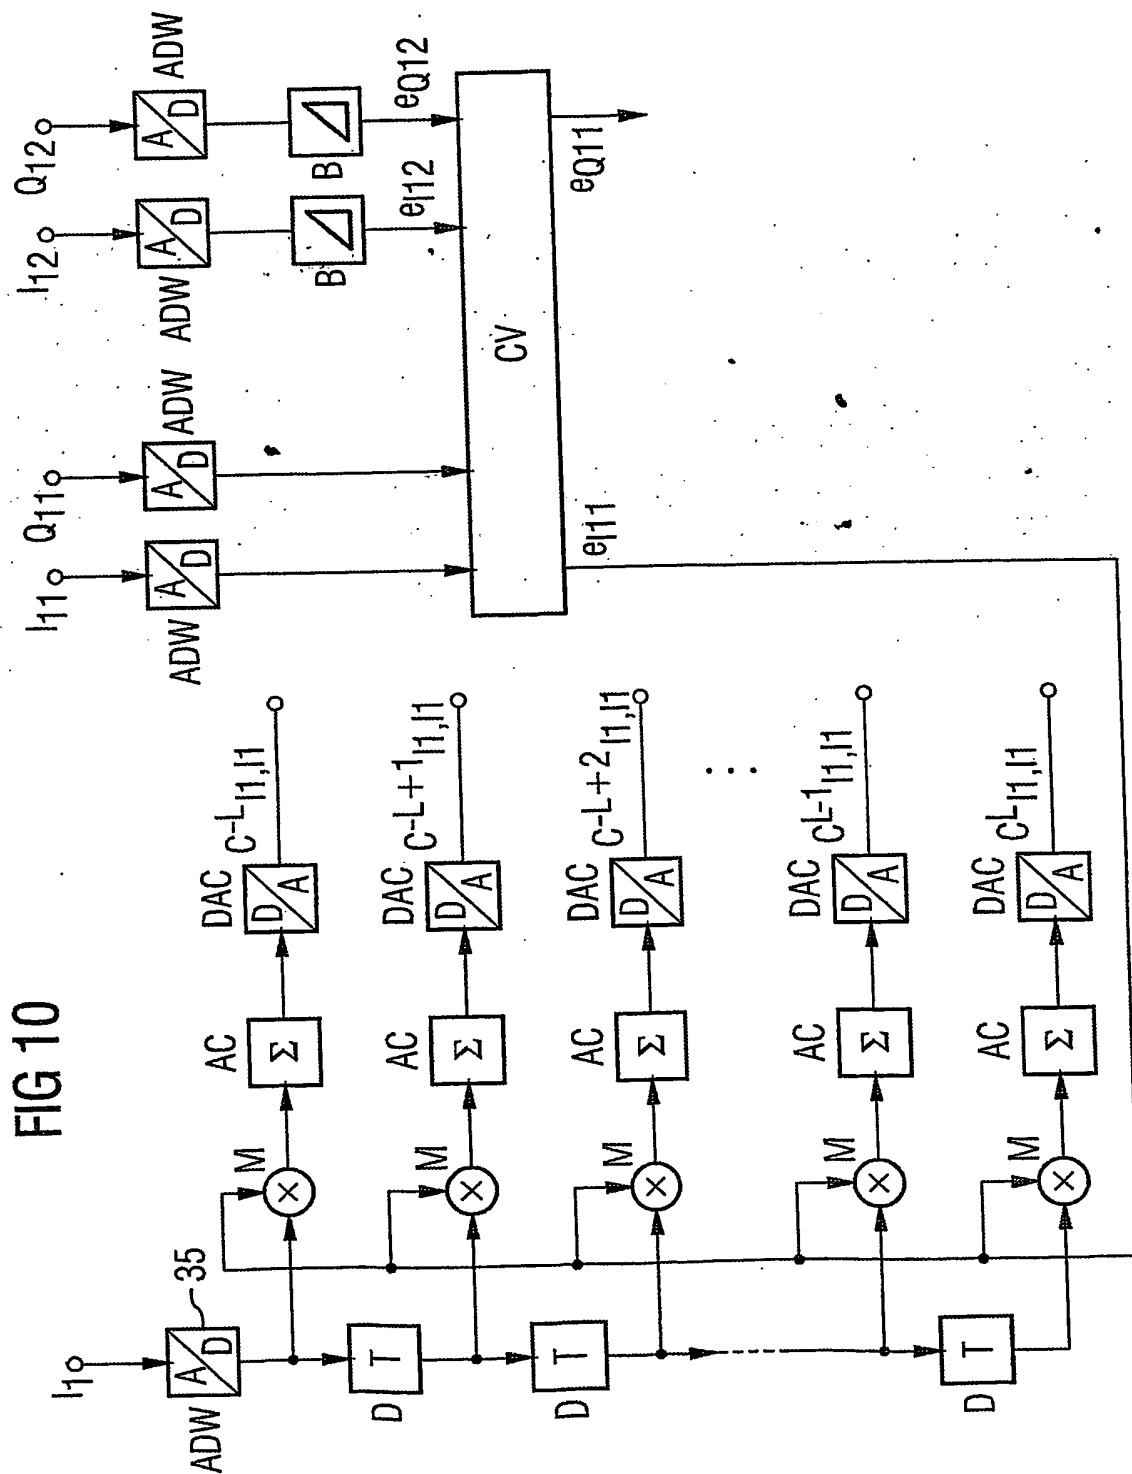 FIG 10
I1
ADW
A
D
35
D
T
D
T
D
T
M
×
AC
Σ
DAC
D
A
C-L I1,I1
M
×
AC
Σ
DAC
D
A
C-L+1 I1,I1
M
×
AC
Σ
DAC
D
A
C-L+2 I1,I1
...
M
×
AC
Σ
DAC
D
A
CL-1 I1,I1
M
×
AC
Σ
DAC
D
A
CL I1,I1
I11
ADW
A
D
Q11
ADW
A
D
I12
ADW
A
D
B
eI12
Q12
ADW
A
D
B
eQ12
CV
eI11
eQ11